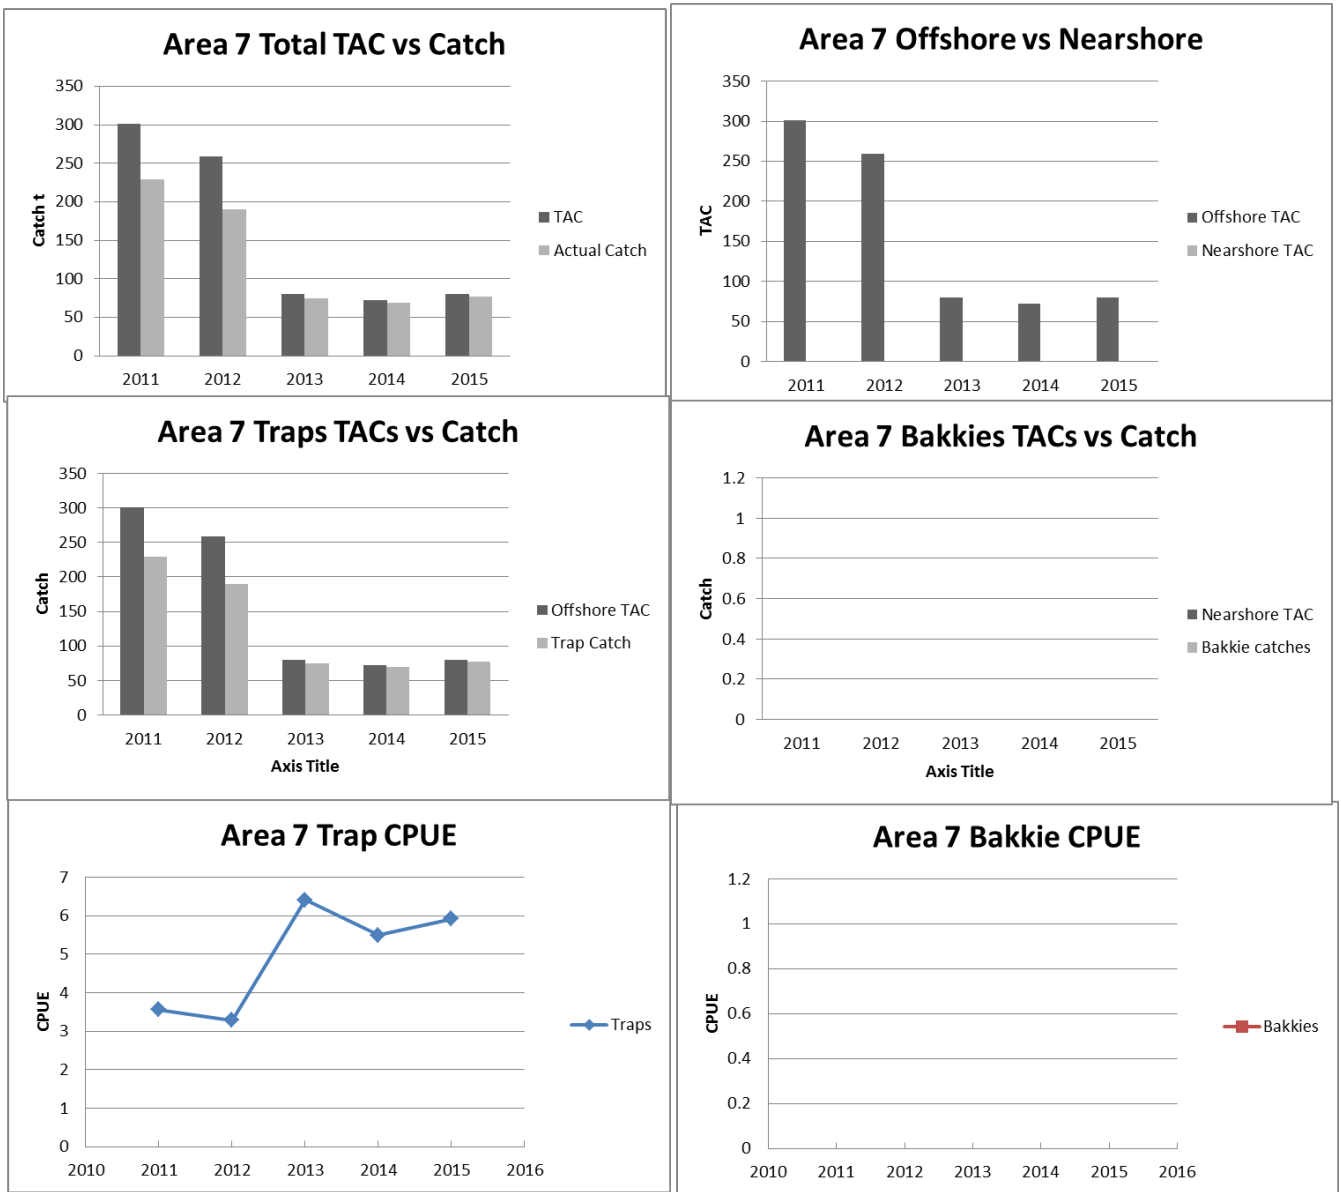 Area 7 Total TAC vs Catch
350
300
250
200
150
100
50
0
Catch t
2011 2012 2013 2014 2015
TAC
Actual Catch
Area 7 Offshore vs Nearshore
350
300
250
200
150
100
50
0
TAC
2011 2012 2013 2014 2015
Offshore TAC
Nearshore TAC
Area 7 Traps TACs vs Catch
350
300
250
200
150
100
50
0
Catch
2011 2012 2013 2014 2015
Axis Title
Offshore TAC
Trap Catch
Area 7 Bakkies TACs vs Catch
1.2
1
0.8
0.6
0.4
0.2
0
Catch
2011 2012 2013 2014 2015
Axis Title
Nearshore TAC
Bakkie catches
Area 7 Trap CPUE
7
6
5
4
3
2
1
0
CPUE
2010 2011 2012 2013 2014 2015 2016
Traps
Area 7 Bakkie CPUE
1.2
1
0.8
0.6
0.4
0.2
0
CPUE
2010 2011 2012 2013 2014 2015 2016
Bakkies